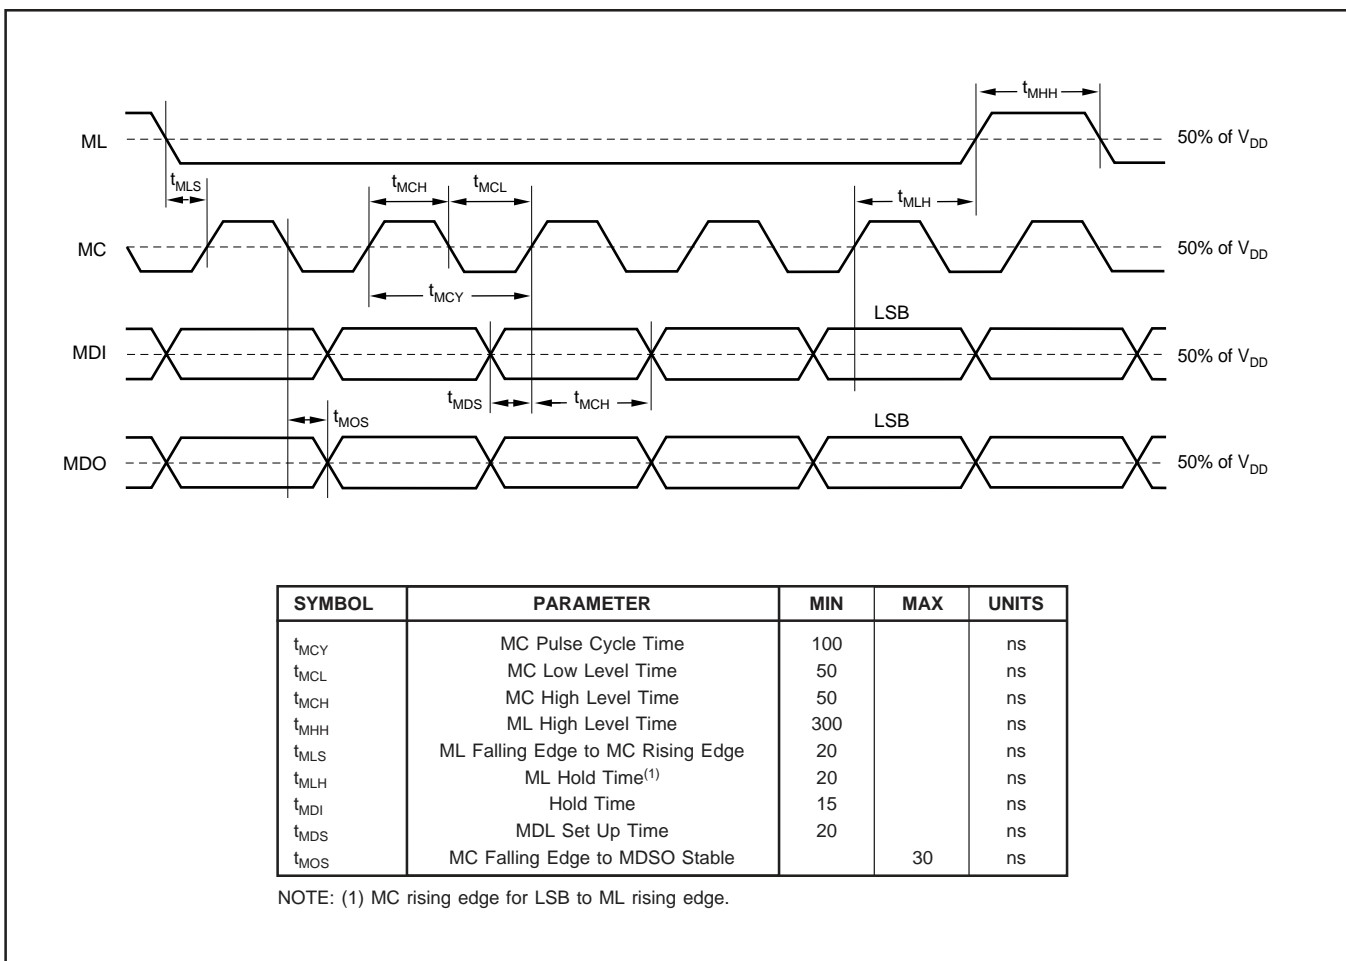 tMHH
ML
50% of VDD
tMLS
tMCH
tMCL
tMLH
MC
50% of VDD
tMCY
LSB
MDI
50% of VDD
tMDS
tMCH
tMOS
LSB
MDO
50% of VDD
SYMBOL PARAMETER MIN MAX UNITS
tMCY MC Pulse Cycle Time 100 ns
tMCL MC Low Level Time 50 ns
tMCH MC High Level Time 50 ns
tMHH ML High Level Time 300 ns
tMLS ML Falling Edge to MC Rising Edge 20 ns
tMLH ML Hold Time(1) 20 ns
tMDI Hold Time 15 ns
tMDS MDL Set Up Time 20 ns
tMOS MC Falling Edge to MDSO Stable 30 ns
NOTE: (1) MC rising edge for LSB to ML rising edge.